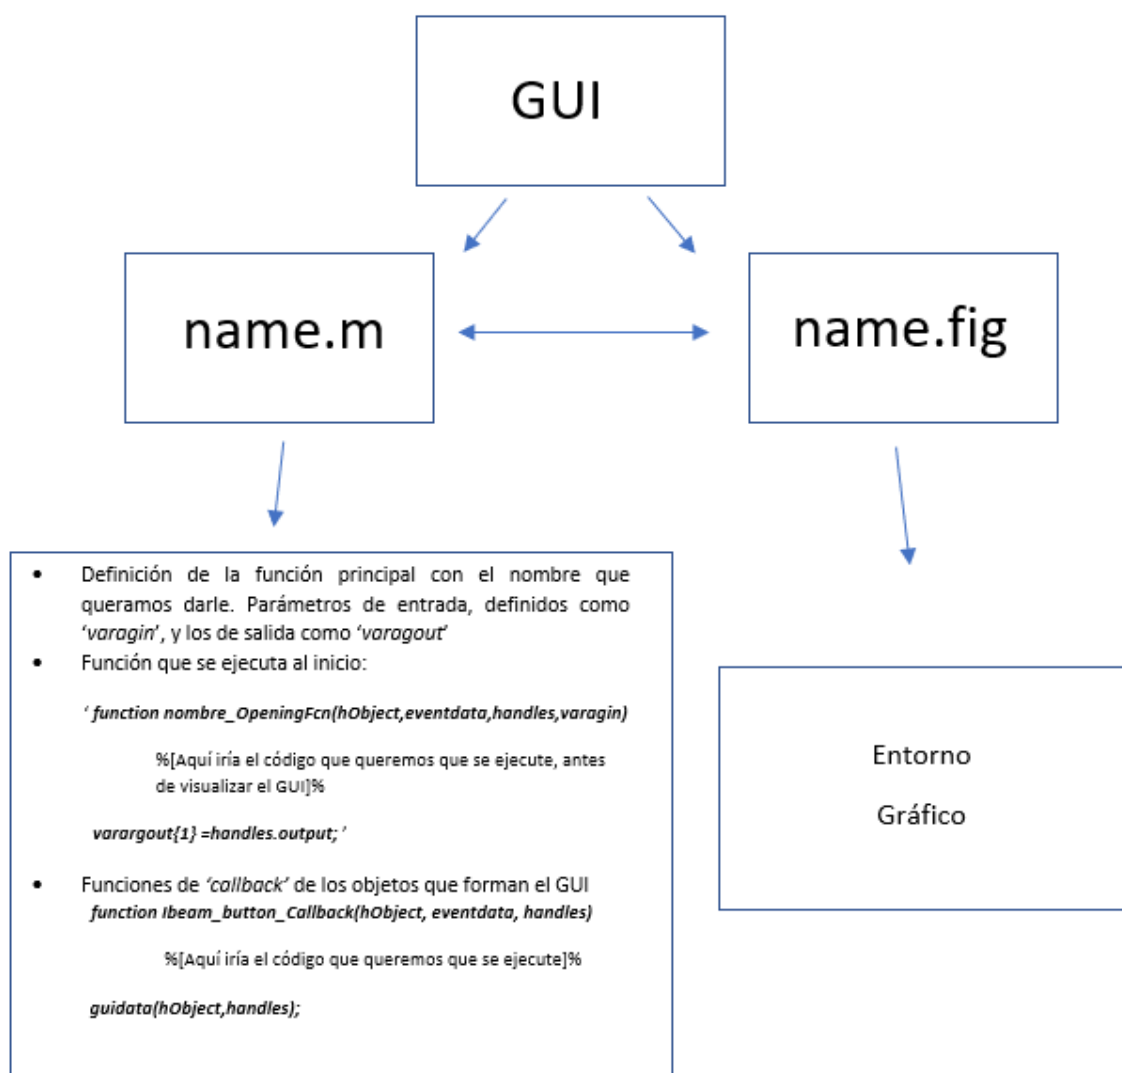 GUI
name.m
name.fig
• Definición de la función principal con el nombre que
queramos darle. Parámetros de entrada, definidos como
‘varagin’, y los de salida como ‘varagout’
• Función que se ejecuta al inicio:
‘ function nombre_OpeningFcn(hObject,eventdata,handles,varagin)
%[Aquí iría el código que queremos que se ejecute, antes
de visualizar el GUI]%
varargout{1} =handles.output; ’
• Funciones de ‘callback’ de los objetos que forman el GUI
function Ibeam_button_Callback(hObject, eventdata, handles)
%[Aquí iría el código que queremos que se ejecute]%
guidata(hObject,handles);
Entorno
Gráfico